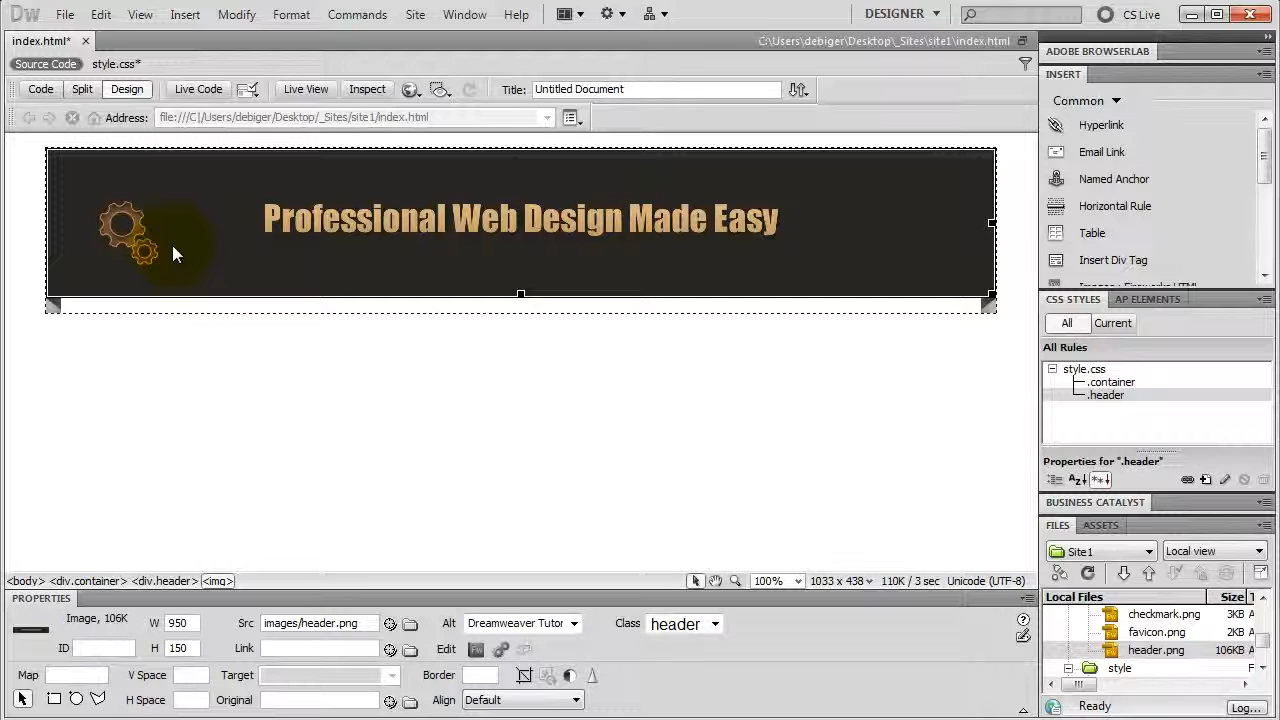 Dw File Edit View Insert Modify Format Commands Site Window Help DESIGNER CS Live
index.html* C:\Users\debiger\Desktop\_Sites\site1\index.html
Source Code style.css*
Code Split Design Live Code Live View Inspect Title: Untitled Document
Address: file:///C|/Users/debiger/Desktop/_Sites/site1/index.html
Professional Web Design Made Easy
ADOBE BROWSERLAB
INSERT
Common
Hyperlink
Email Link
Named Anchor
Horizontal Rule
Table
Insert Div Tag
CSS STYLES AP ELEMENTS
All Current
All Rules
style.css
.container
.header
Properties for ".header"
BUSINESS CATALYST
FILES ASSETS
Site1 Local view
Local Files Size T
checkmark.png 3KB A
favicon.png 2KB A
header.png 106KB A
style
Ready Log...
<body> <div.container> <div.header> <img> 100% 1033 x 438 110K / 3 sec Unicode (UTF-8)
PROPERTIES
Image, 106K W 950 Src images/header.png Alt Dreamweaver Tutor Class header
ID H 150 Link Edit
Map V Space Target Border
H Space Original Align Default